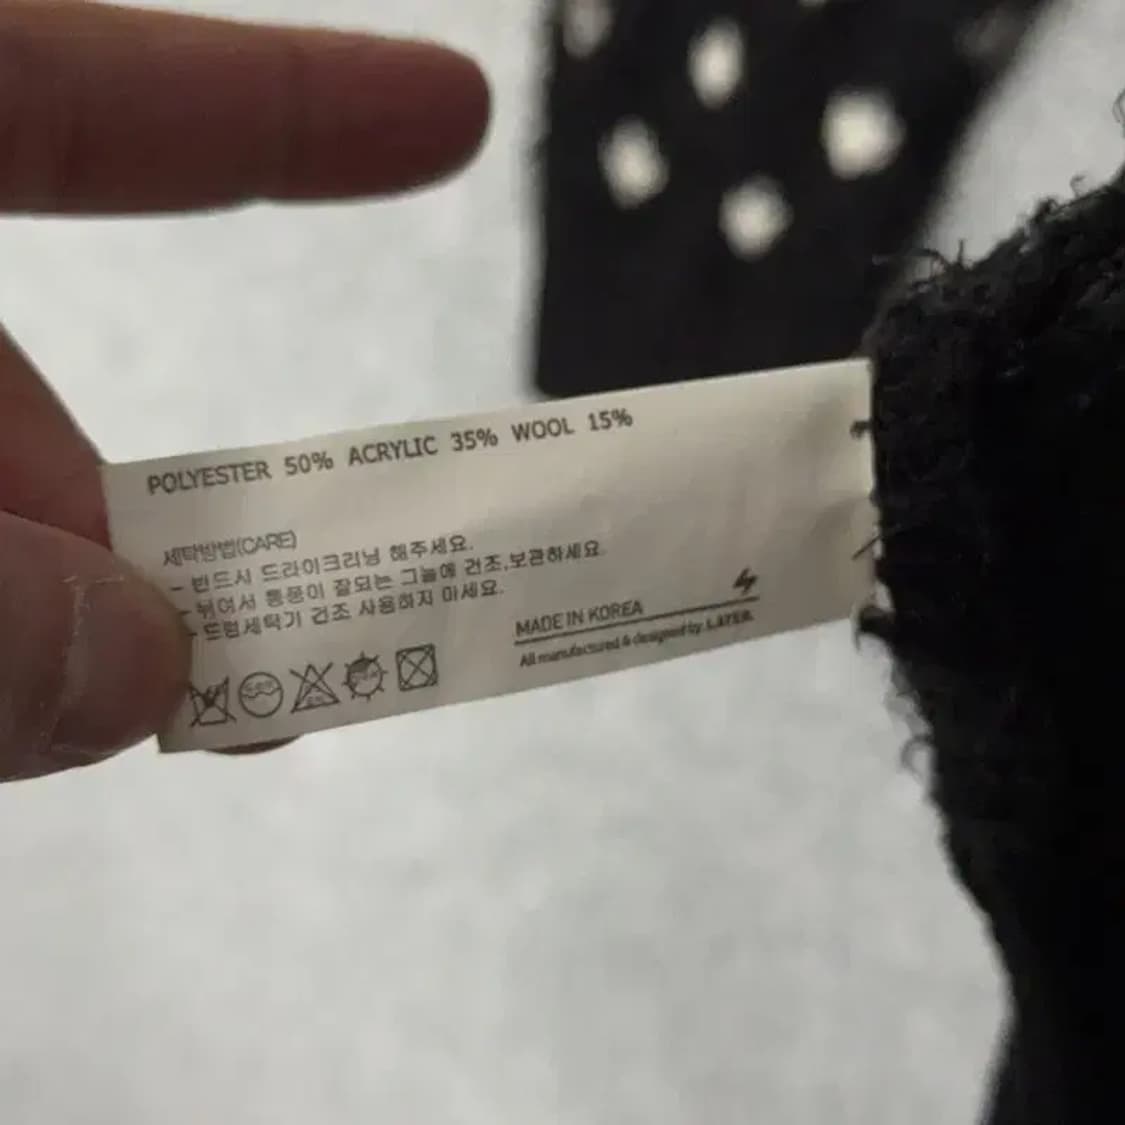 POLYESTER 50% ACRYLIC 35% WOOL 15%
세탁방법(CARE)
- 반드시 드라이크리닝 해주세요.
- 뉘여서 통풍이 잘되는 그늘에 건조,보관하세요.
- 드럼세탁기 건조 사용하지 마세요.
MADE IN KOREA
All manufactured & designed by LAYER.